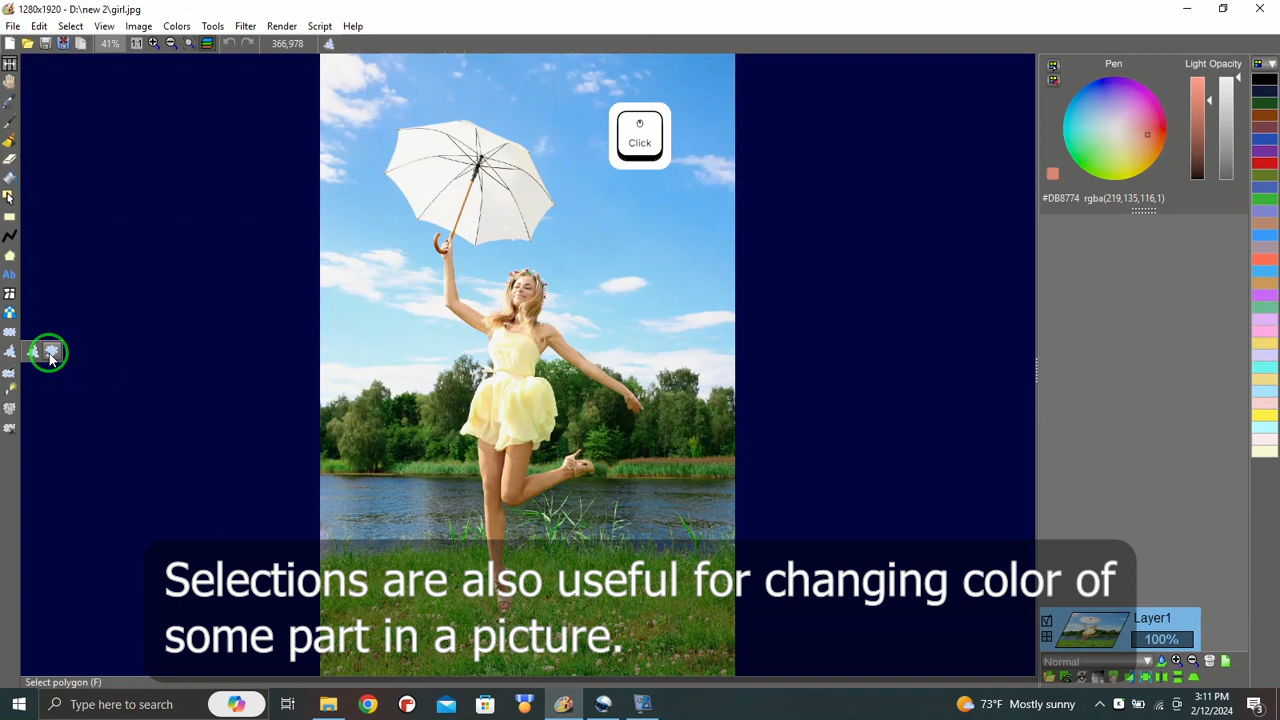 1280x1920 - D:\new 2\girl.jpg
File Edit Select View Image Colors Tools Filter Render Script Help
41% 366,978
Pen Light Opacity
Click
#DB8774 rgba(219,135,116,1)
Ab
Selections are also useful for changing color of
some part in a picture.
Layer1
100%
Normal
Select polygon (F)
Type here to search
73°F Mostly sunny
3:11 PM
2/12/2024
3